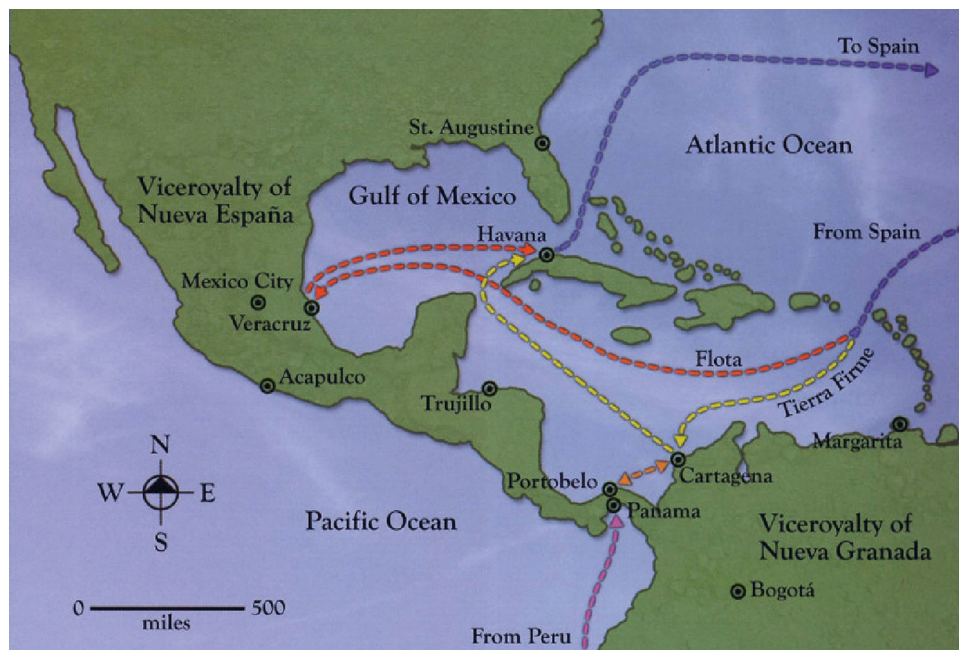 To Spain
St. Augustine
Atlantic Ocean
Viceroyalty of
Nueva España
Gulf of Mexico
Havana
From Spain
Mexico City
Veracruz
Flota
Tierra Firme
Acapulco
Trujillo
Margarita
N
W E
S
Portobelo
Cartagena
Panama
Pacific Ocean
Viceroyalty of
Nueva Granada
Bogotá
0 500
miles
From Peru